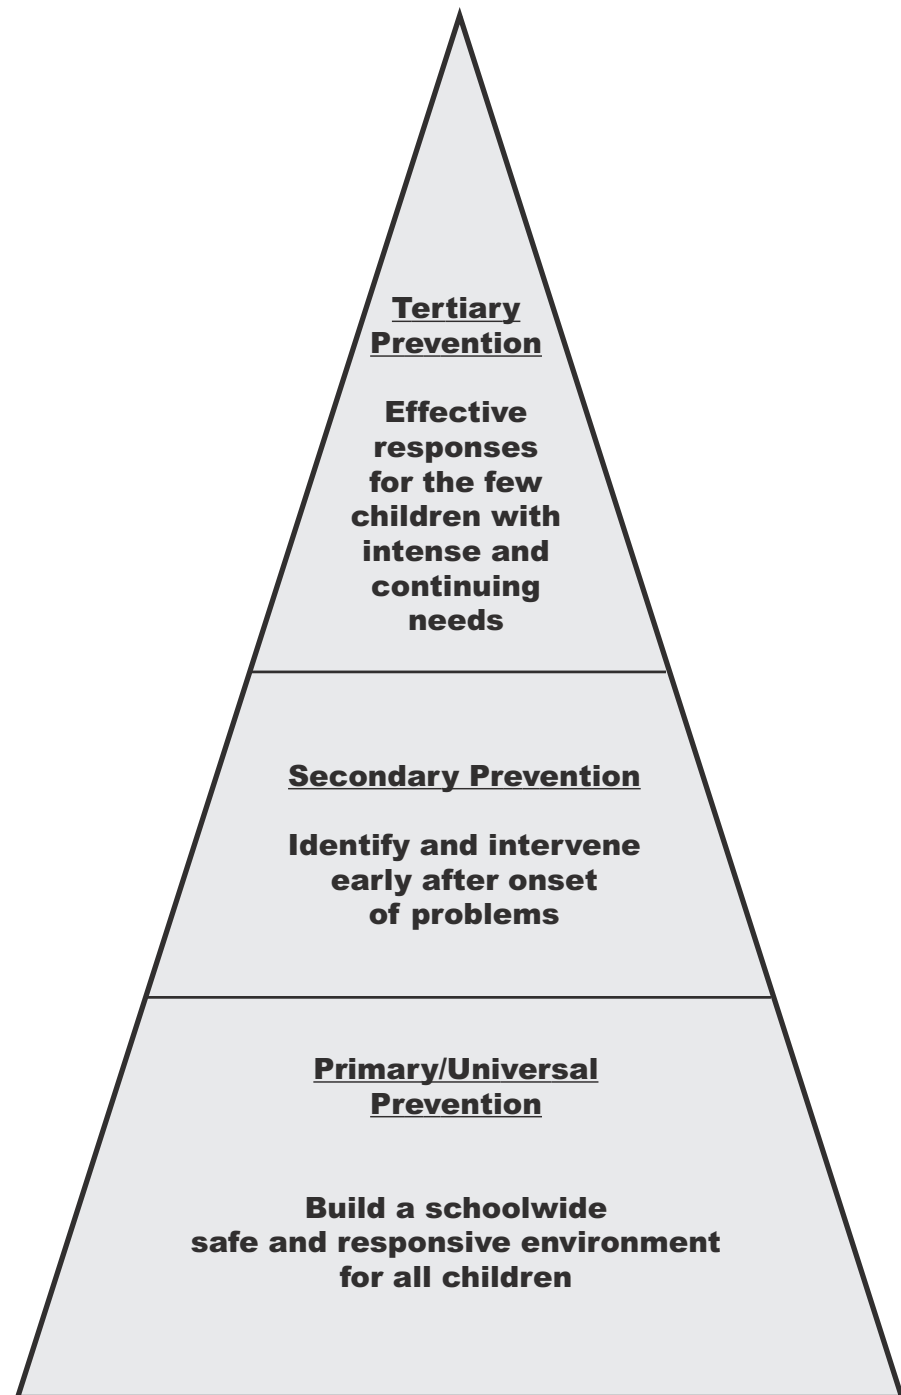 Tertiary
Prevention
Effective
responses
for the few
children with
intense and
continuing
needs
Secondary Prevention
Identify and intervene
early after onset
of problems
Primary/Universal
Prevention
Build a schoolwide
safe and responsive environment
for all children